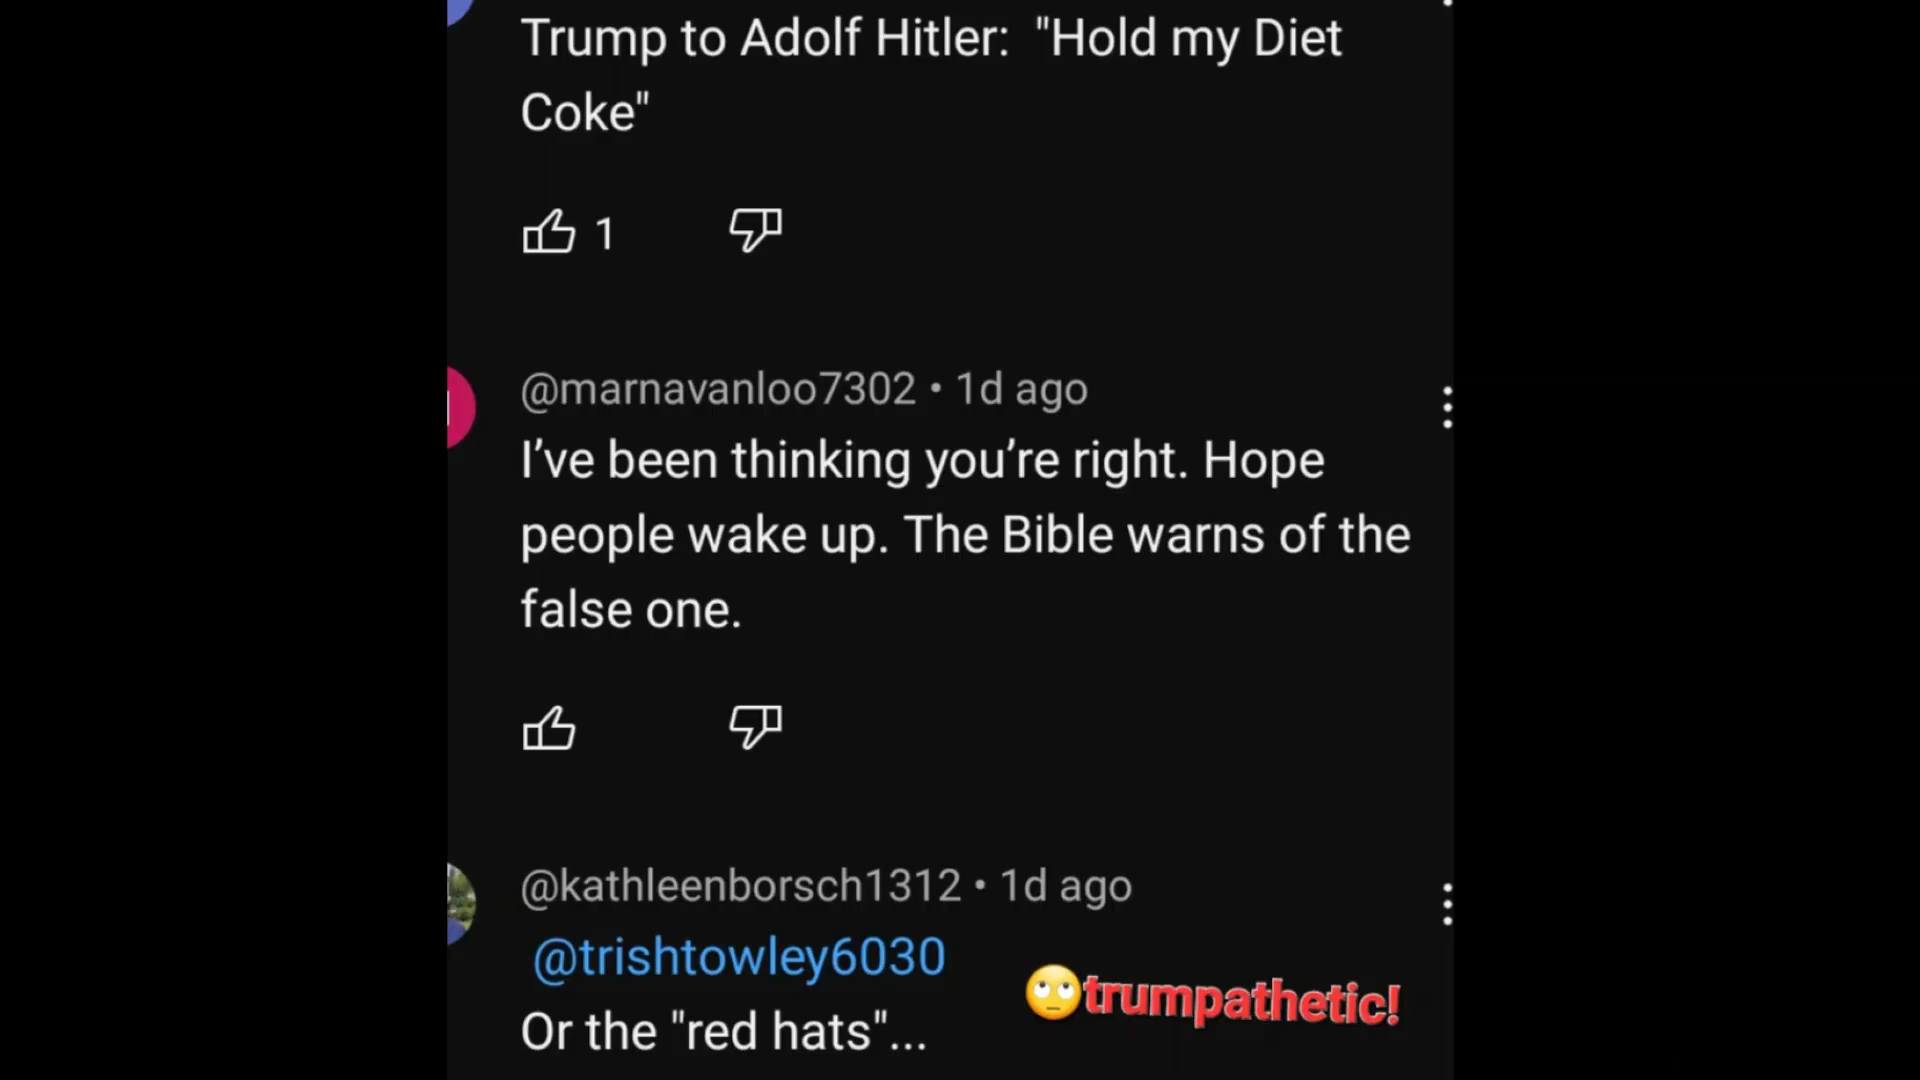 Trump to Adolf Hitler:  "Hold my Diet
Coke"
1
@marnavanloo7302 • 1d ago
I’ve been thinking you’re right. Hope
people wake up. The Bible warns of the
false one.
@kathleenborsch1312 • 1d ago
@trishtowley6030
Or the "red hats"...
🙄trumpathetic!